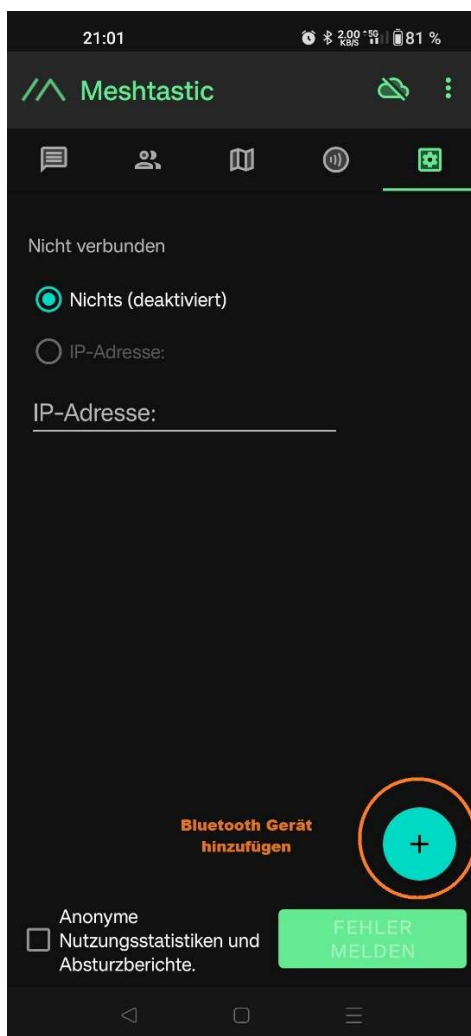 21:01
2.00 KB/S 5G 81 %
Meshtastic
Nicht verbunden
Nichts (deaktiviert)
IP-Adresse:
IP-Adresse:
Bluetooth Gerät
hinzufügen
+
Anonyme
Nutzungsstatistiken und
Absturzberichte.
FEHLER
MELDEN